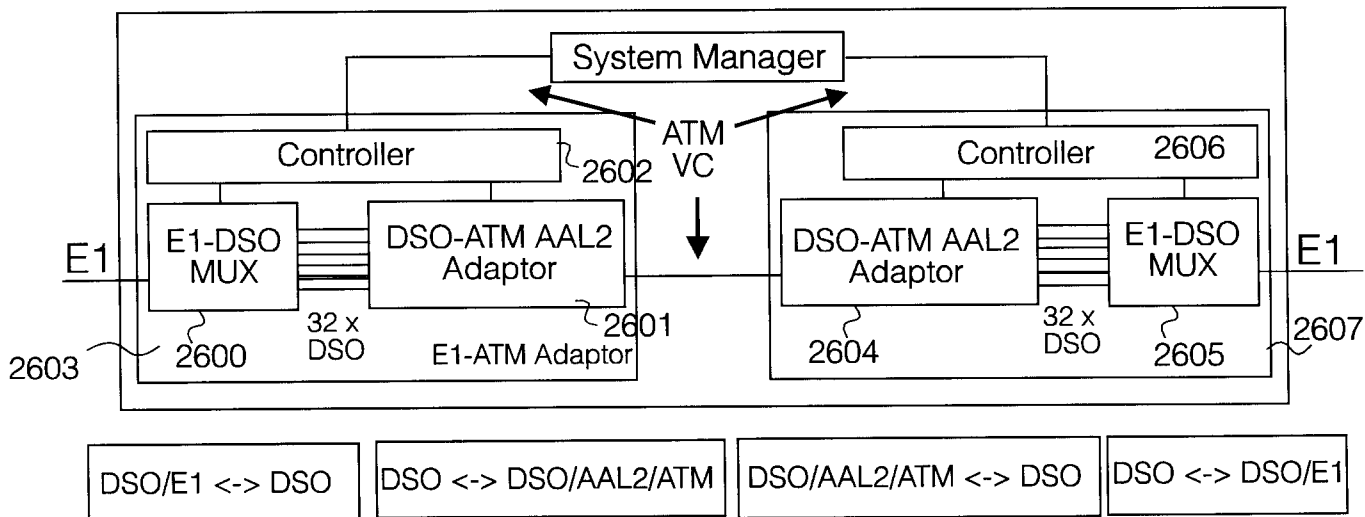 System Manager
Controller
2602
ATM
VC
Controller
2606
E1
E1-DSO
MUX
DSO-ATM AAL2
Adaptor
DSO-ATM AAL2
Adaptor
E1-DSO
MUX
E1
2603
2600
32 x
DSO
2601
E1-ATM Adaptor
2604
32 x
DSO
2605
2607
DSO/E1 <-> DSO
DSO <-> DSO/AAL2/ATM
DSO/AAL2/ATM <-> DSO
DSO <-> DSO/E1